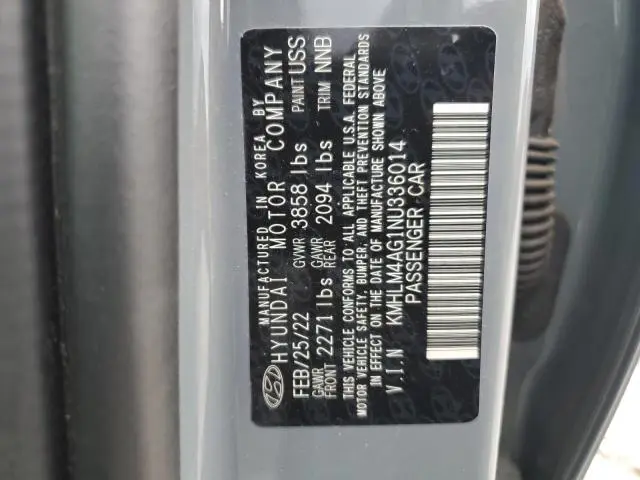 MANUFACTURED IN KOREA BY
HYUNDAI MOTOR COMPANY
FEB/25/22 GVWR 3858 lbs PAINT USS
GAWR FRONT 2271 lbs GAWR REAR 2094 lbs TRIM NNB
THIS VEHICLE CONFORMS TO ALL APPLICABLE U.S.A. FEDERAL
MOTOR VEHICLE SAFETY, BUMPER, AND THEFT PREVENTION STANDARDS
IN EFFECT ON THE DATE OF MANUFACTURE SHOWN ABOVE
V.I.N KMHLM4AG1NU336014
PASSENGER CAR